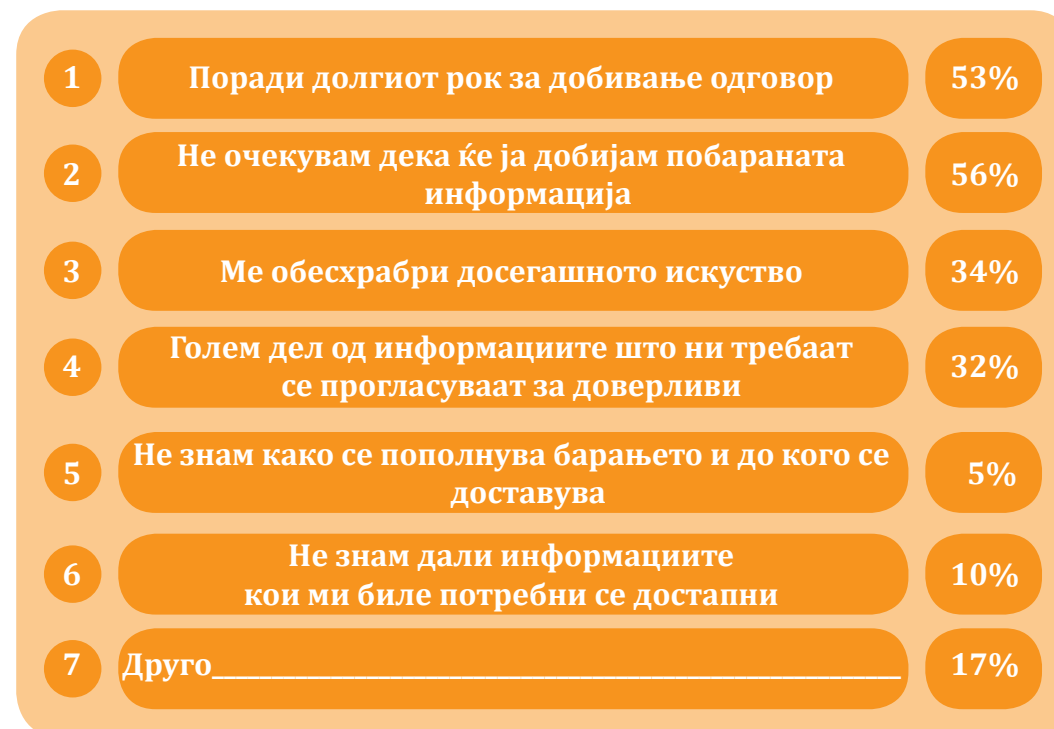 1 Поради долгиот рок за добивање одговор 53%
2 Не очекувам дека ќе ја добијам побараната
информација 56%
3 Ме обесхрабри досегашното искуство 34%
4 Голем дел од информациите што ни требаат
се прогласуваат за доверливи 32%
5 Не знам како се пополнува барањето и до кого се
доставува 5%
6 Не знам дали информациите
кои ми биле потребни се достапни 10%
7 Друго__________________________________________________________ 17%